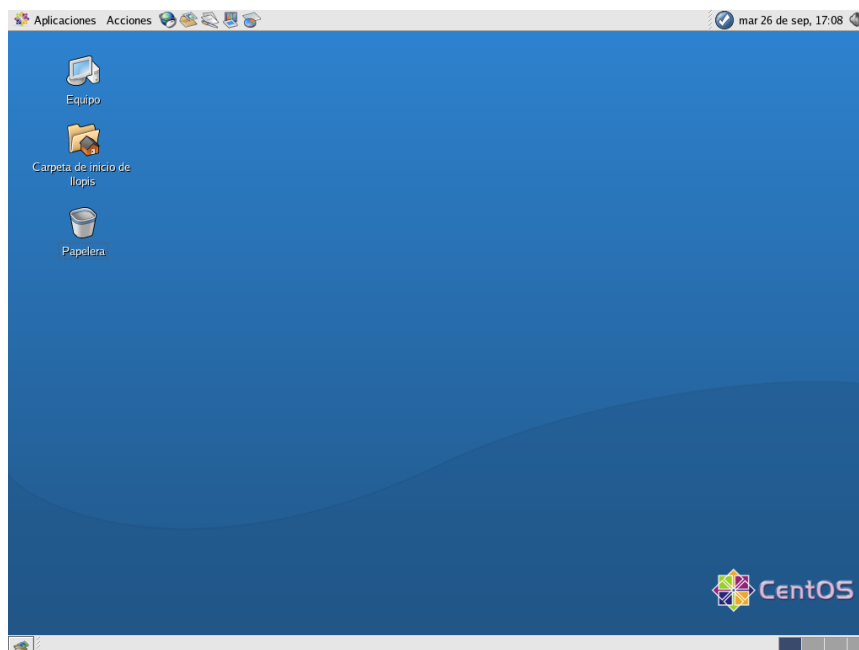 Aplicaciones Acciones mar 26 de sep, 17:08
Equipo
Carpeta de inicio de
llopis
Papelera
CentOS